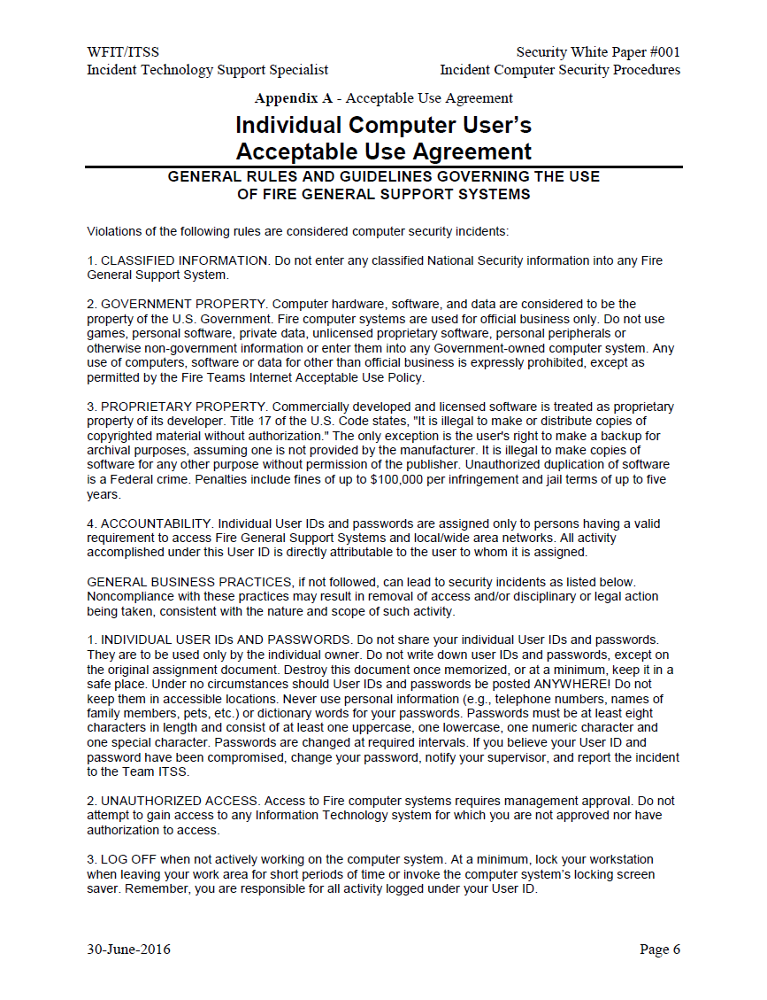 WFIT/ITSS Security White Paper #001
Incident Technology Support Specialist Incident Computer Security Procedures
Appendix A - Acceptable Use Agreement
Individual Computer User’s
Acceptable Use Agreement
GENERAL RULES AND GUIDELINES GOVERNING THE USE
OF FIRE GENERAL SUPPORT SYSTEMS
Violations of the following rules are considered computer security incidents:
1. CLASSIFIED INFORMATION. Do not enter any classified National Security information into any Fire
General Support System.
2. GOVERNMENT PROPERTY. Computer hardware, software, and data are considered to be the
property of the U.S. Government. Fire computer systems are used for official business only. Do not use
games, personal software, private data, unlicensed proprietary software, personal peripherals or
otherwise non-government information or enter them into any Government-owned computer system. Any
use of computers, software or data for other than official business is expressly prohibited, except as
permitted by the Fire Teams Internet Acceptable Use Policy.
3. PROPRIETARY PROPERTY. Commercially developed and licensed software is treated as proprietary
property of its developer. Title 17 of the U.S. Code states, "It is illegal to make or distribute copies of
copyrighted material without authorization." The only exception is the user's right to make a backup for
archival purposes, assuming one is not provided by the manufacturer. It is illegal to make copies of
software for any other purpose without permission of the publisher. Unauthorized duplication of software
is a Federal crime. Penalties include fines of up to $100,000 per infringement and jail terms of up to five
years.
4. ACCOUNTABILITY. Individual User IDs and passwords are assigned only to persons having a valid
requirement to access Fire General Support Systems and local/wide area networks. All activity
accomplished under this User ID is directly attributable to the user to whom it is assigned.
GENERAL BUSINESS PRACTICES, if not followed, can lead to security incidents as listed below.
Noncompliance with these practices may result in removal of access and/or disciplinary or legal action
being taken, consistent with the nature and scope of such activity.
1. INDIVIDUAL USER IDs AND PASSWORDS. Do not share your individual User IDs and passwords.
They are to be used only by the individual owner. Do not write down user IDs and passwords, except on
the original assignment document. Destroy this document once memorized, or at a minimum, keep it in a
safe place. Under no circumstances should User IDs and passwords be posted ANYWHERE! Do not
keep them in accessible locations. Never use personal information (e.g., telephone numbers, names of
family members, pets, etc.) or dictionary words for your passwords. Passwords must be at least eight
characters in length and consist of at least one uppercase, one lowercase, one numeric character and
one special character. Passwords are changed at required intervals. If you believe your User ID and
password have been compromised, change your password, notify your supervisor, and report the incident
to the Team ITSS.
2. UNAUTHORIZED ACCESS. Access to Fire computer systems requires management approval. Do not
attempt to gain access to any Information Technology system for which you are not approved nor have
authorization to access.
3. LOG OFF when not actively working on the computer system. At a minimum, lock your workstation
when leaving your work area for short periods of time or invoke the computer system’s locking screen
saver. Remember, you are responsible for all activity logged under your User ID.
30-June-2016 Page 6